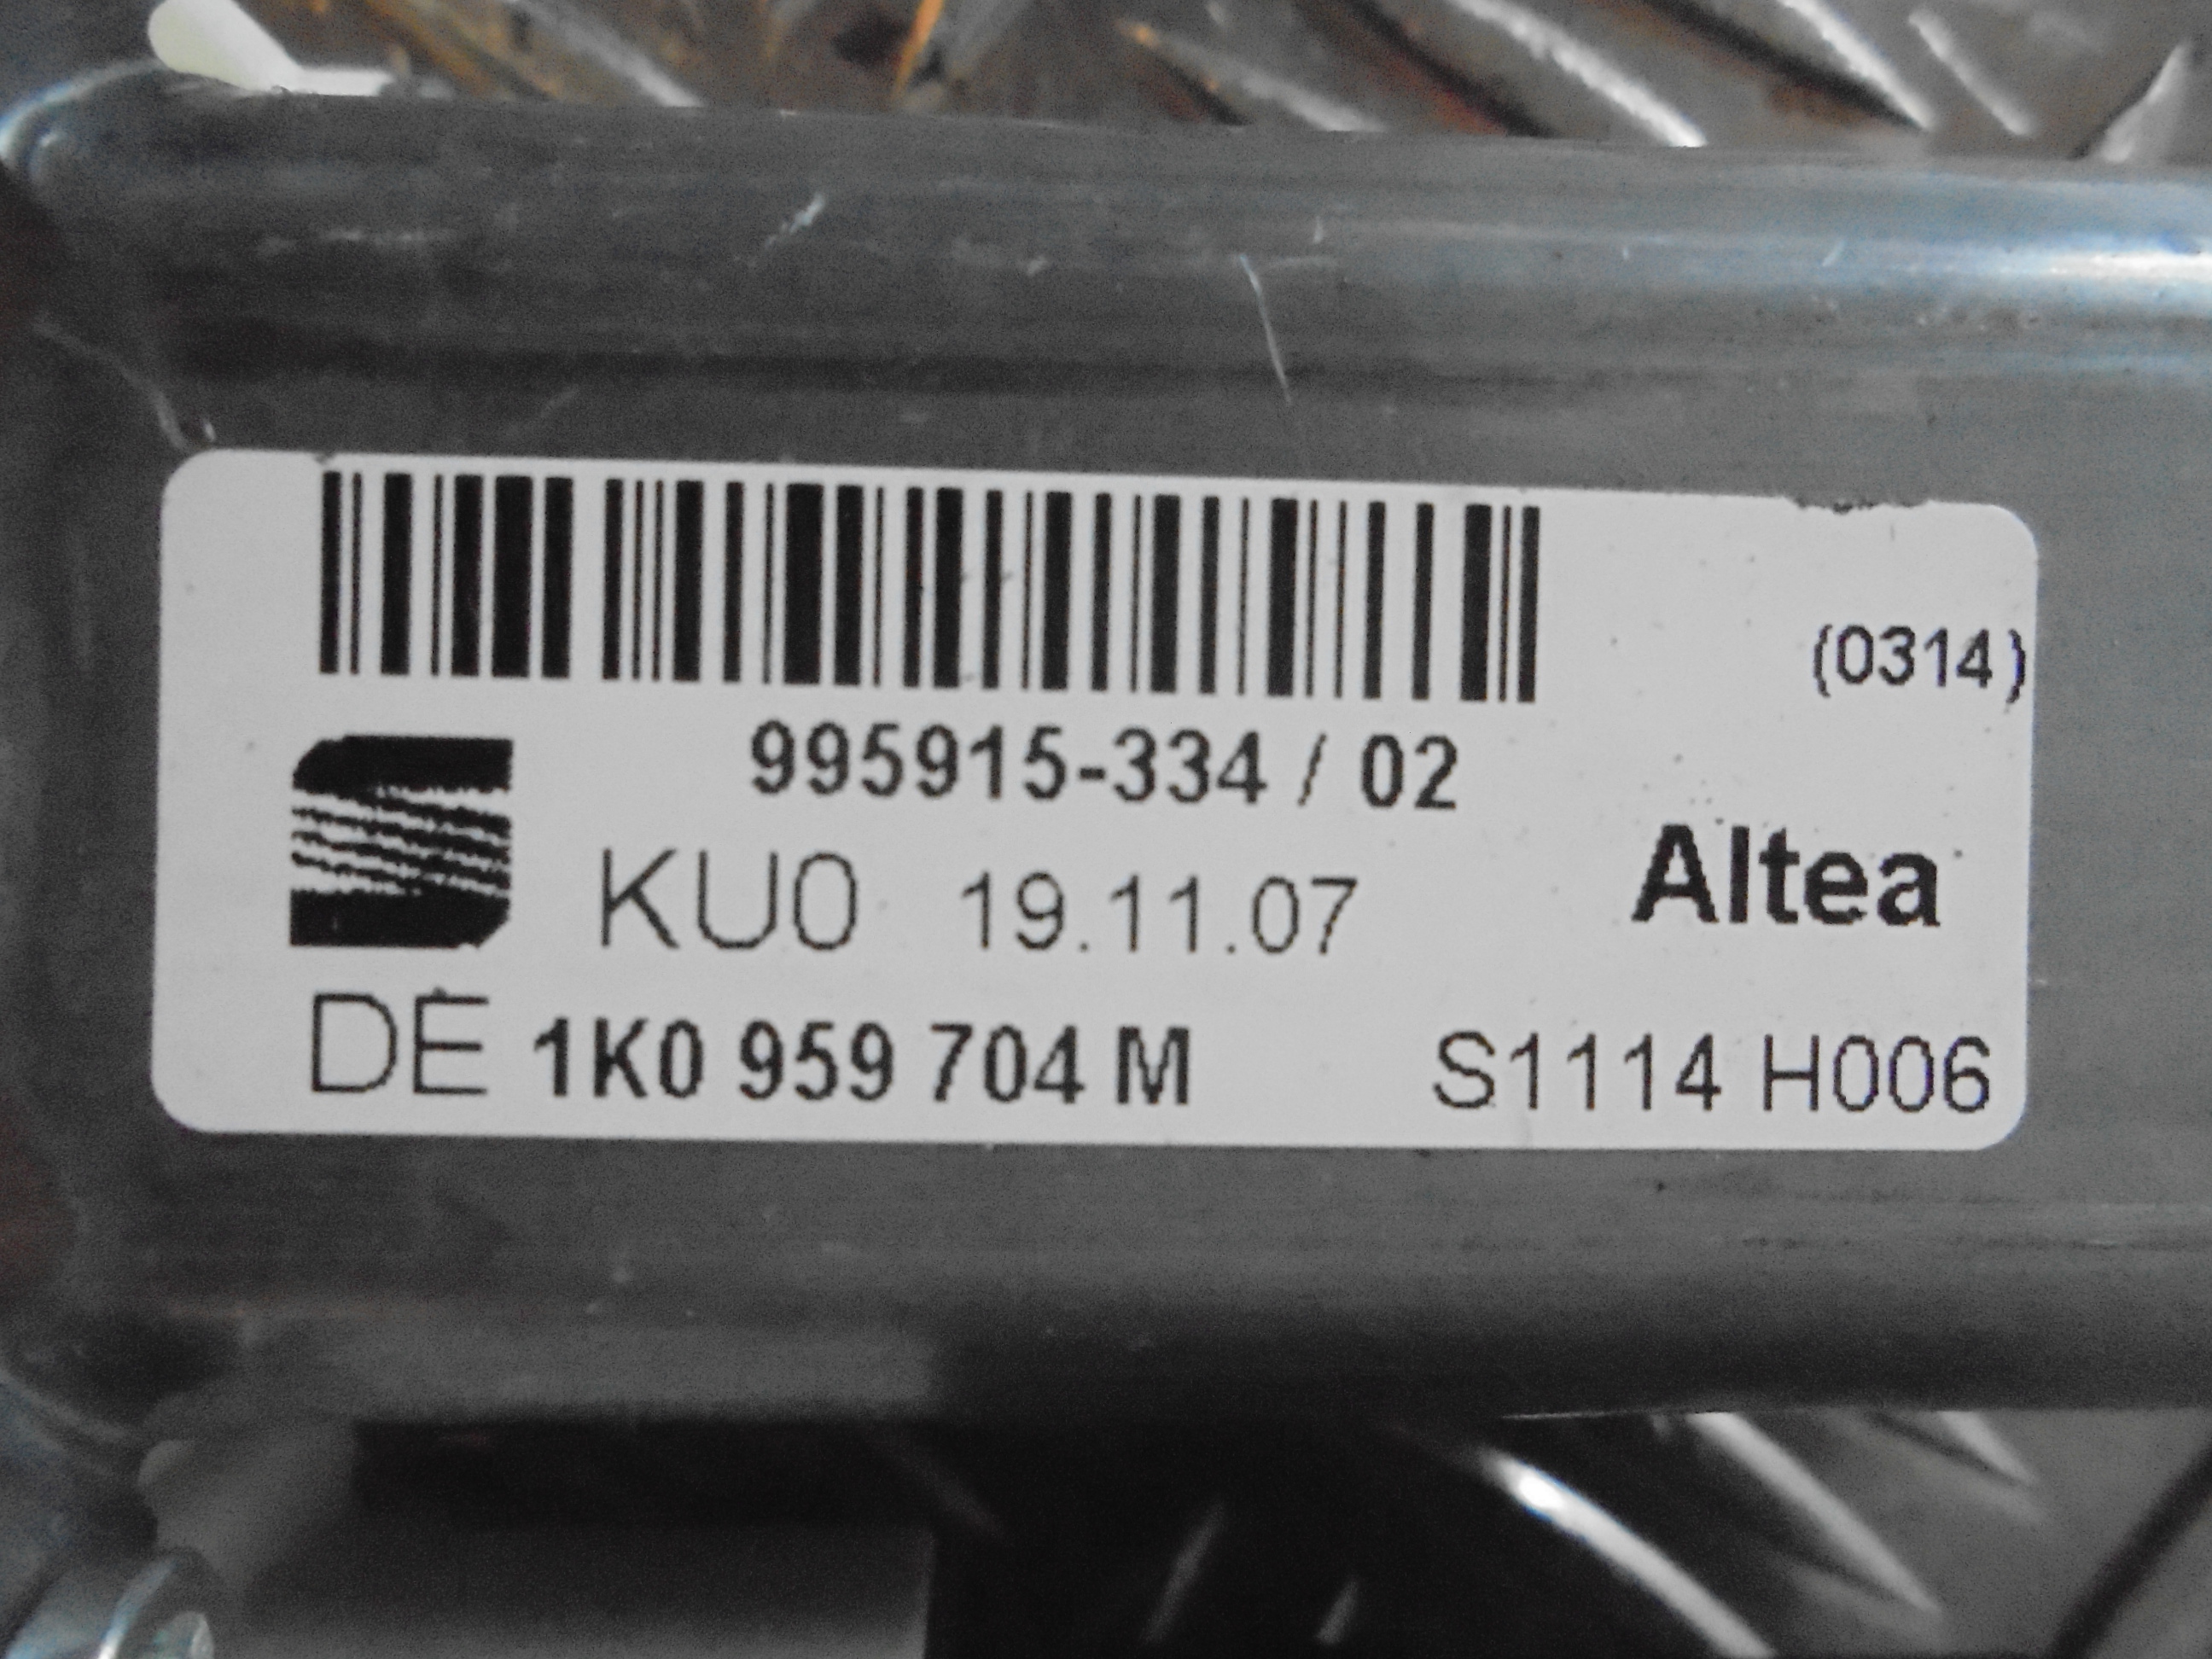 (0314)
995915-334 / 02
KU0 19.11.07
Altea
DE 1K0 959 704 M
S1114 H006